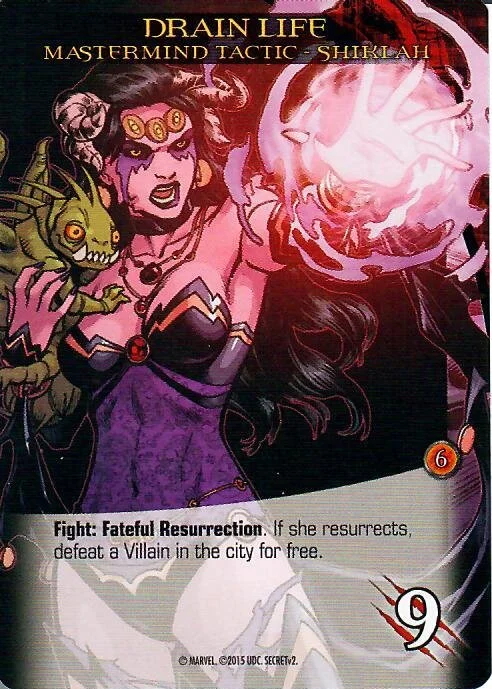 DRAIN LIFE
MASTERMIND TACTIC - SHIKLAH
6
Fight: Fateful Resurrection. If she resurrects,
defeat a Villain in the city for free.
9
© MARVEL. ©2015 UDC. SECRETv2.